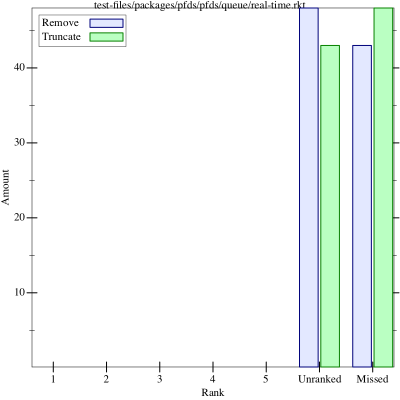 test-files/packages/pfds/pfds/queue/real-time.rkt
Remove
Truncate
40
30
20
10
Amount
1 2 3 4 5 Unranked Missed
Rank